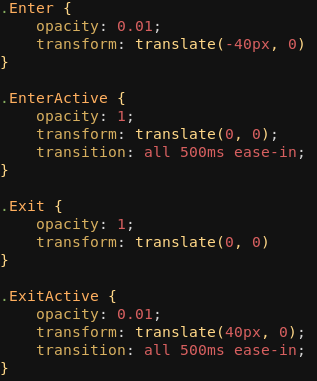 .Enter {
    opacity: 0.01;
    transform: translate(-40px, 0)
}

.EnterActive {
    opacity: 1;
    transform: translate(0, 0);
    transition: all 500ms ease-in;
}

.Exit {
    opacity: 1;
    transform: translate(0, 0)
}

.ExitActive {
    opacity: 0.01;
    transform: translate(40px, 0);
    transition: all 500ms ease-in;
}